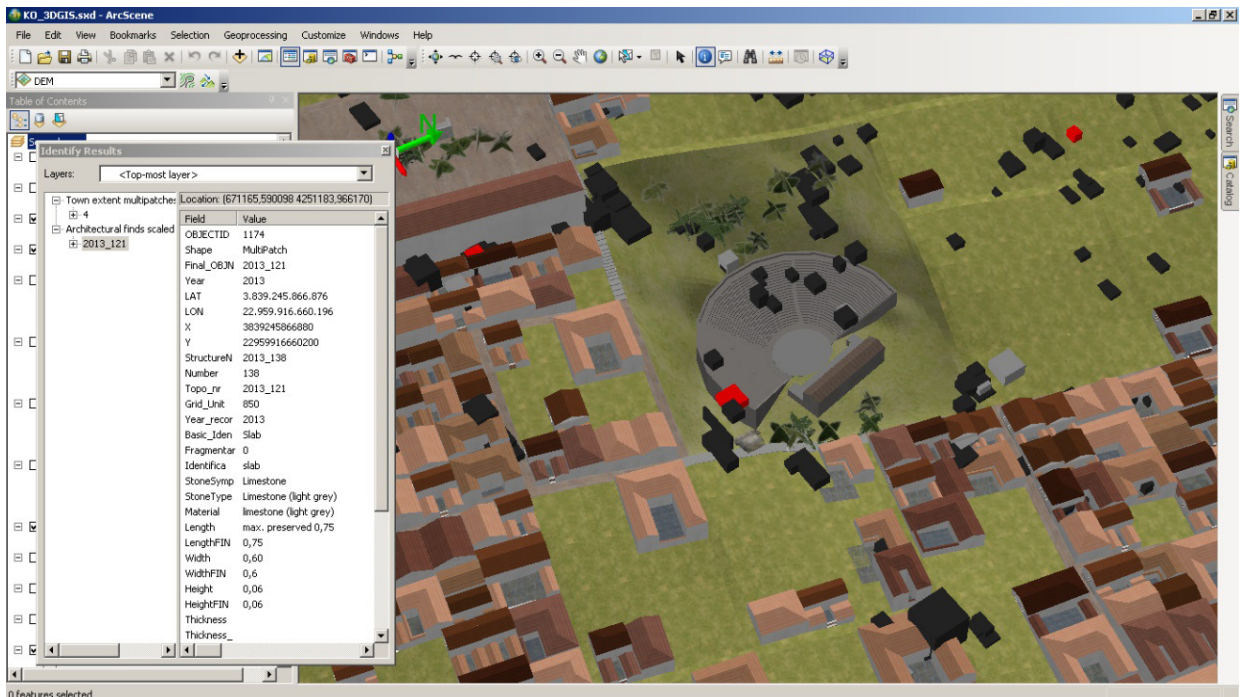 KO_3DGIS.sxd - ArcScene
File Edit View Bookmarks Selection Geoprocessing Customize Windows Help
DEM
Table of Contents
Identify Results
Layers: <Top-most layer>
Town extent multipatches
4
Architectural finds scaled
2013_121
Location: (671165,590098 4251183,966170)
Field Value
OBJECTID 1174
Shape MultiPatch
Final_OBJN 2013_121
Year 2013
LAT 3.839.245.866.876
LON 22.959.916.660.196
X 3839245866880
Y 22959916660200
StructureN 2013_138
Number 138
Topo_nr 2013_121
Grid_Unit 850
Year_recor 2013
Basic_Iden Slab
Fragmentar 0
Identifica slab
StoneSymp Limestone
StoneType Limestone (light grey)
Material limestone (light grey)
Length max. preserved 0,75
LengthFIN 0,75
Width 0,60
WidthFIN 0,6
Height 0,06
HeightFIN 0,06
Thickness
Thickness_
N
Search
Catalog
0 features selected